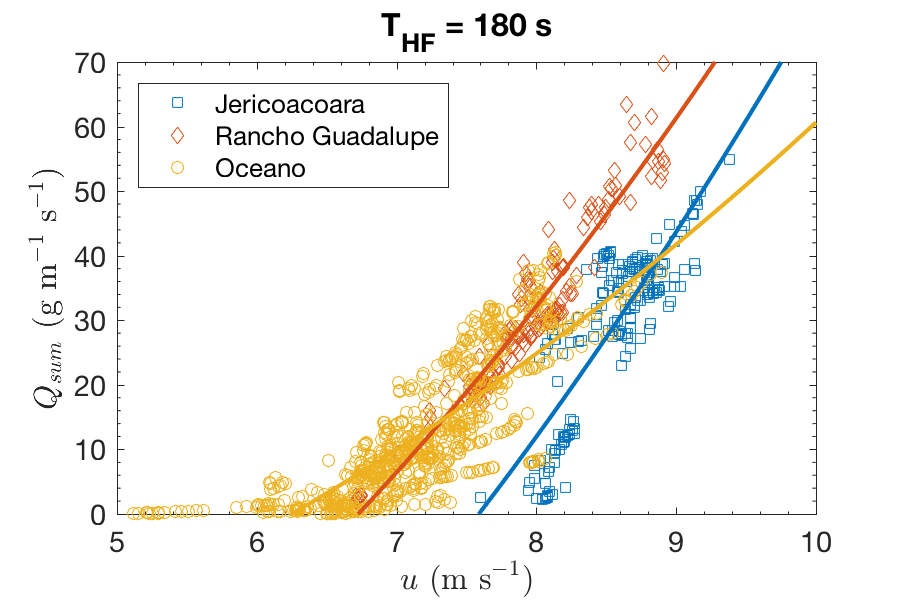 T_HF = 180 s
70
60
50
40
30
20
10
0
Q_sum (g m⁻¹ s⁻¹)
Jericoacoara
Rancho Guadalupe
Oceano
5 6 7 8 9 10
u (m s⁻¹)